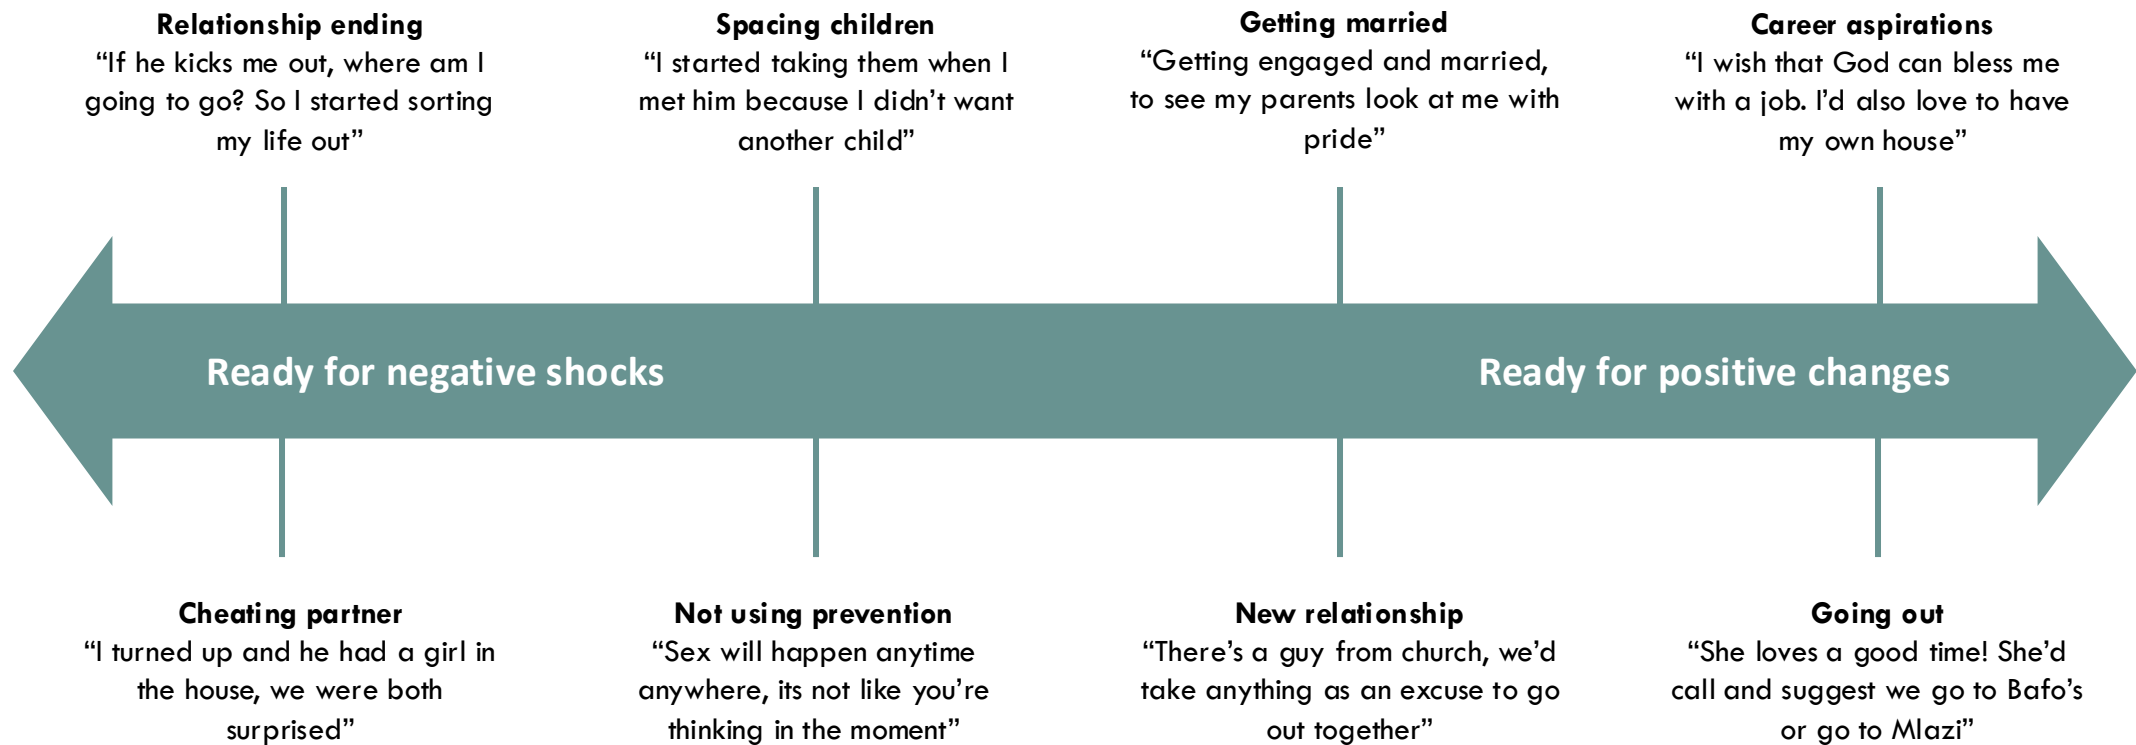 Relationship ending
“If he kicks me out, where am I
going to go? So I started sorting
my life out”
Spacing children
“I started taking them when I
met him because I didn’t want
another child”
Getting married
“Getting engaged and married,
to see my parents look at me with
pride”
Career aspirations
“I wish that God can bless me
with a job. I’d also love to have
my own house”
Ready for negative shocks
Ready for positive changes
Cheating partner
“I turned up and he had a girl in
the house, we were both
surprised”
Not using prevention
“Sex will happen anytime
anywhere, its not like you’re
thinking in the moment”
New relationship
“There’s a guy from church, we’d
take anything as an excuse to go
out together”
Going out
“She loves a good time! She’d
call and suggest we go to Bafo’s
or go to Mlazi”